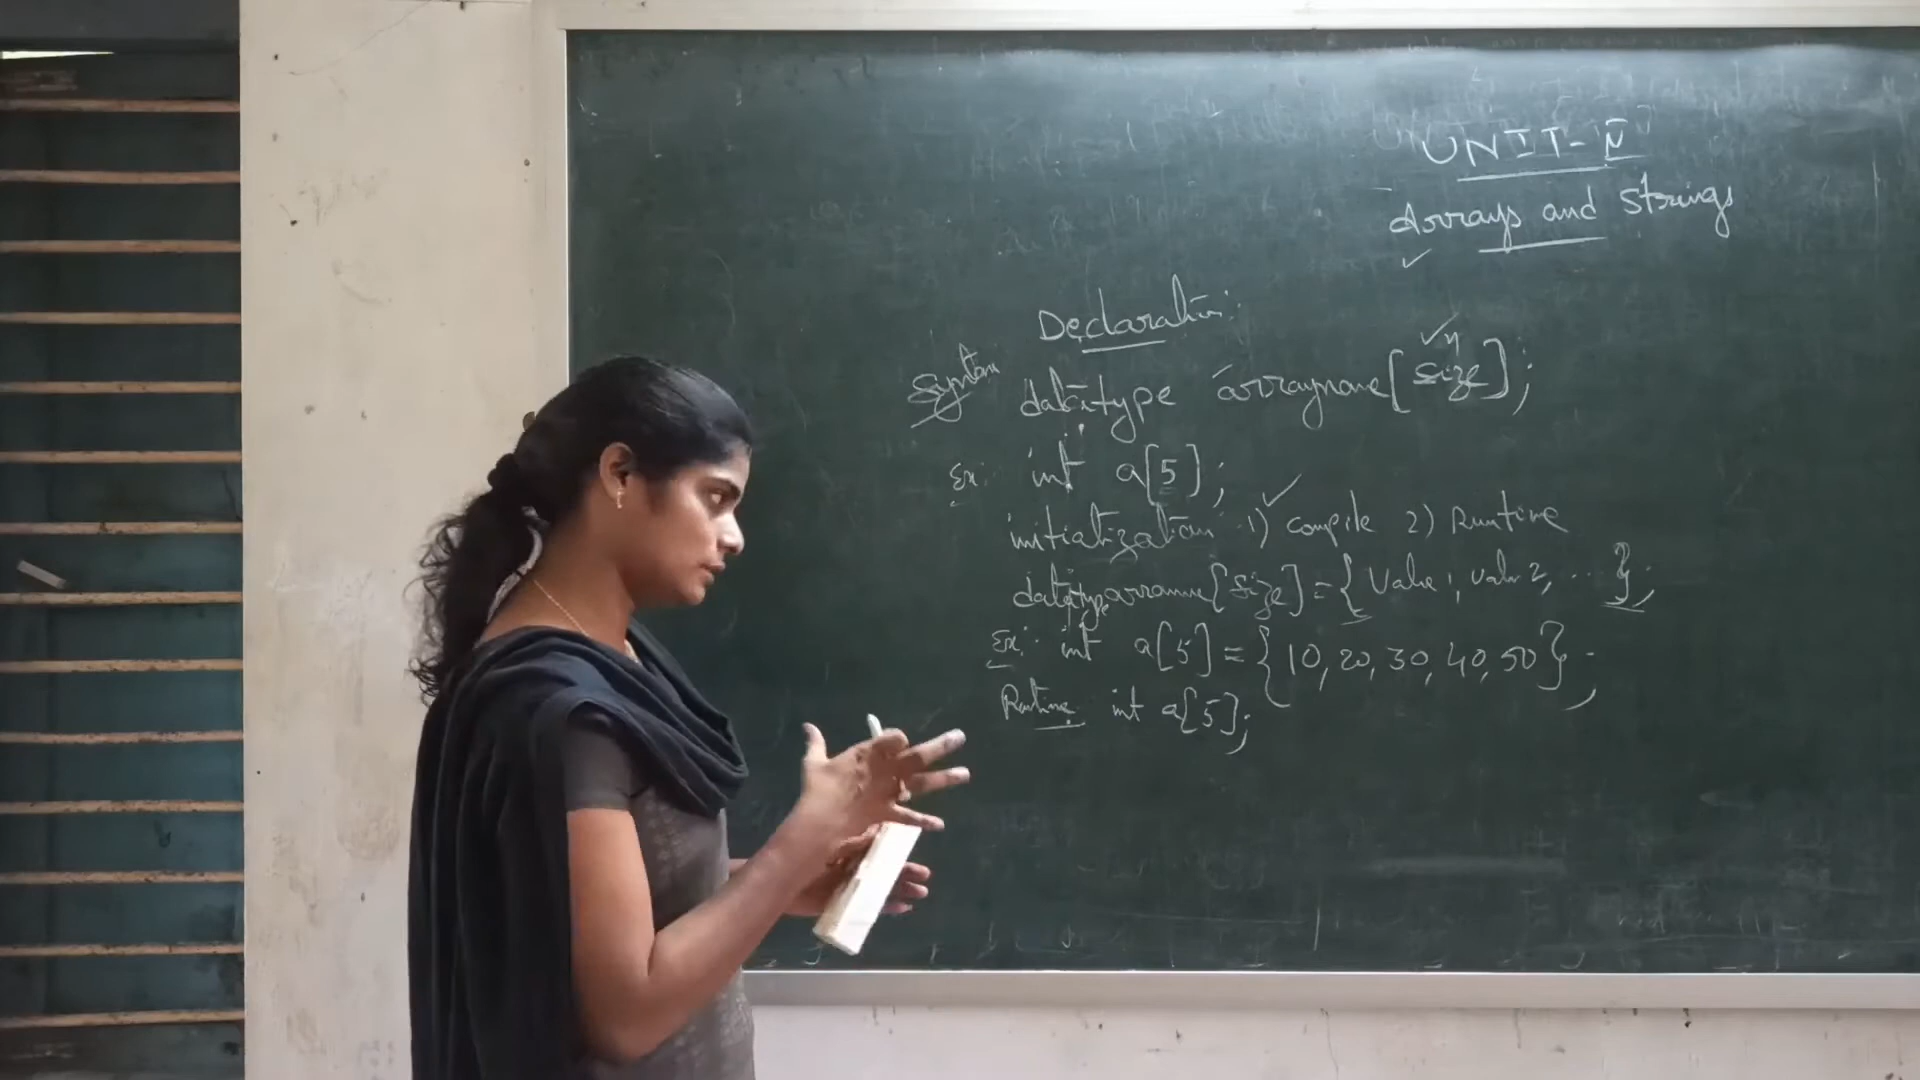 UNIT-IV
Arrays and Strings
Declaration:
Syntax datatype arrayname[size];
n
Ex: int a[5];
initialization: 1) compile 2) Runtime
datatype arrname[size]={Value1, value2, ...};
Ex: int a[5]={10,20,30,40,50};
Runtime int a[5];